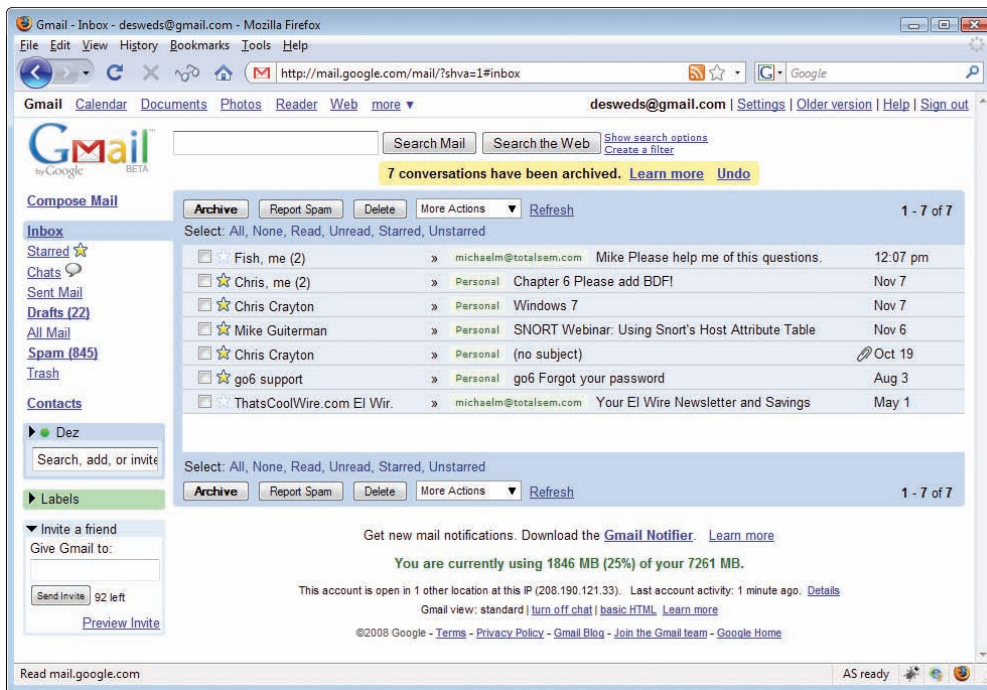 Gmail - Inbox - desweds@gmail.com - Mozilla Firefox
File Edit View History Bookmarks Tools Help
http://mail.google.com/mail/?shva=1#inbox
Google
Gmail Calendar Documents Photos Reader Web more ▼
desweds@gmail.com | Settings | Older version | Help | Sign out
Gmail
by Google BETA
Search Mail Search the Web Show search options
Create a filter
7 conversations have been archived. Learn more Undo
Compose Mail
Inbox
Starred
Chats
Sent Mail
Drafts (22)
All Mail
Spam (845)
Trash
Contacts
Dez
Search, add, or invite
Labels
Invite a friend
Give Gmail to:
Send Invite 92 left
Preview Invite
Archive Report Spam Delete More Actions ▼ Refresh 1 - 7 of 7
Select: All, None, Read, Unread, Starred, Unstarred
Fish, me (2) » michaelm@totalsem.com Mike Please help me of this questions. 12:07 pm
Chris, me (2) » Personal Chapter 6 Please add BDF! Nov 7
Chris Crayton » Personal Windows 7 Nov 7
Mike Guiterman » Personal SNORT Webinar: Using Snort's Host Attribute Table Nov 6
Chris Crayton » Personal (no subject) Oct 19
go6 support » Personal go6 Forgot your password Aug 3
ThatsCoolWire.com El Wir. » michaelm@totalsem.com Your El Wire Newsletter and Savings May 1
Select: All, None, Read, Unread, Starred, Unstarred
Archive Report Spam Delete More Actions ▼ Refresh 1 - 7 of 7
Get new mail notifications. Download the Gmail Notifier. Learn more
You are currently using 1846 MB (25%) of your 7261 MB.
This account is open in 1 other location at this IP (208.190.121.33). Last account activity: 1 minute ago. Details
Gmail view: standard | turn off chat | basic HTML Learn more
©2008 Google - Terms - Privacy Policy - Gmail Blog - Join the Gmail team - Google Home
Read mail.google.com
AS ready